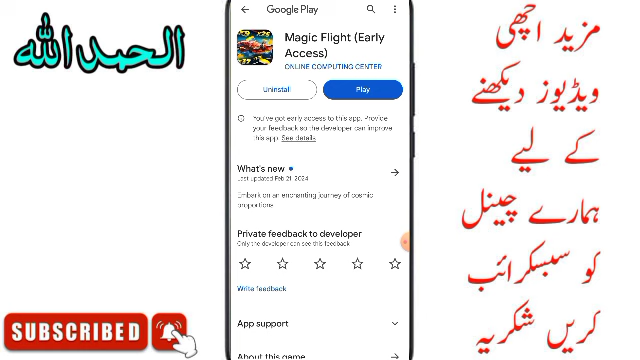 الحمد اللہ
Google Play
Magic Flight (Early
Access)
ONLINE COMPUTING CENTER
Uninstall
Play
You've got early access to this app. Provide
your feedback so the developer can improve
this app. See details
What's new
Last updated Feb 21, 2024
Embark on an enchanting journey of cosmic
proportions.
Private feedback to developer
Only the developer can see this feedback
Write feedback
App support
About this game
مزید اچھی
ویڈیوز دیکھنے
کے لیے
ہمارے چینل
کو سبسکرائب
کریں شکریہ
SUBSCRIBED